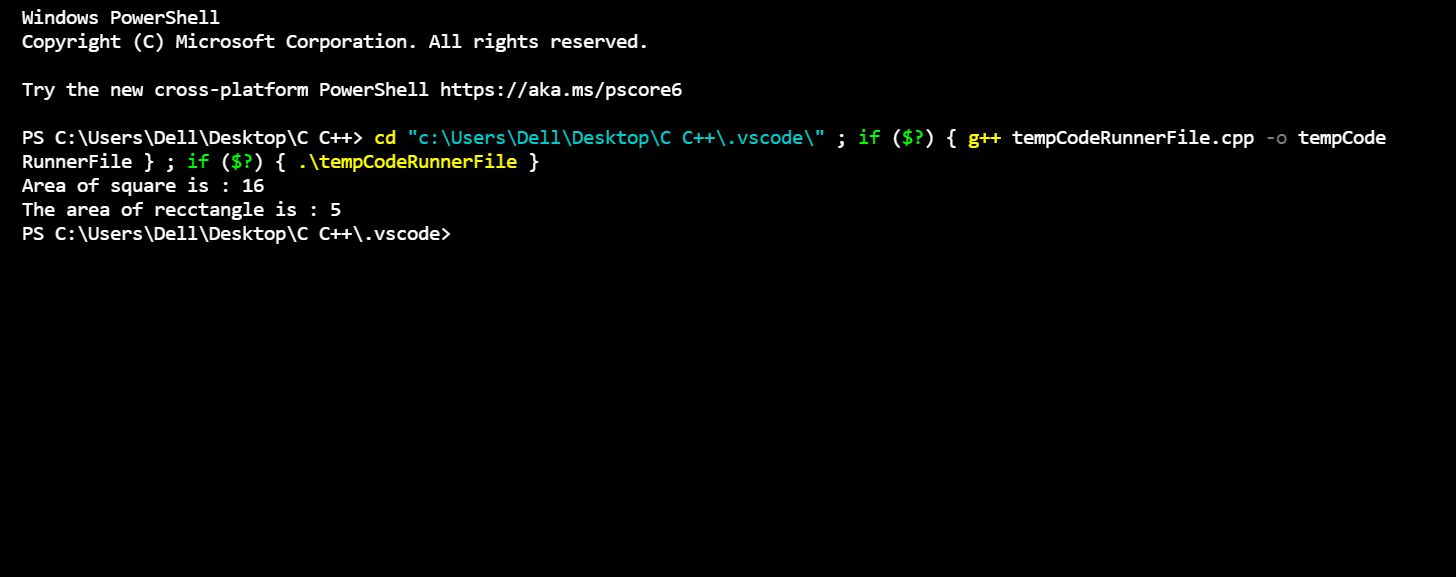 Windows PowerShell
Copyright (C) Microsoft Corporation. All rights reserved.
Try the new cross-platform PowerShell https://aka.ms/pscore6
PS C:\Users\Dell\Desktop\C C++> cd "c:\Users\Dell\Desktop\C C++\.vscode\" ; if ($?) { g++ tempCodeRunnerFile.cpp -o tempCode
RunnerFile } ; if ($?) { .\tempCodeRunnerFile }
Area of square is : 16
The area of recctangle is : 5
PS C:\Users\Dell\Desktop\C C++\.vscode>